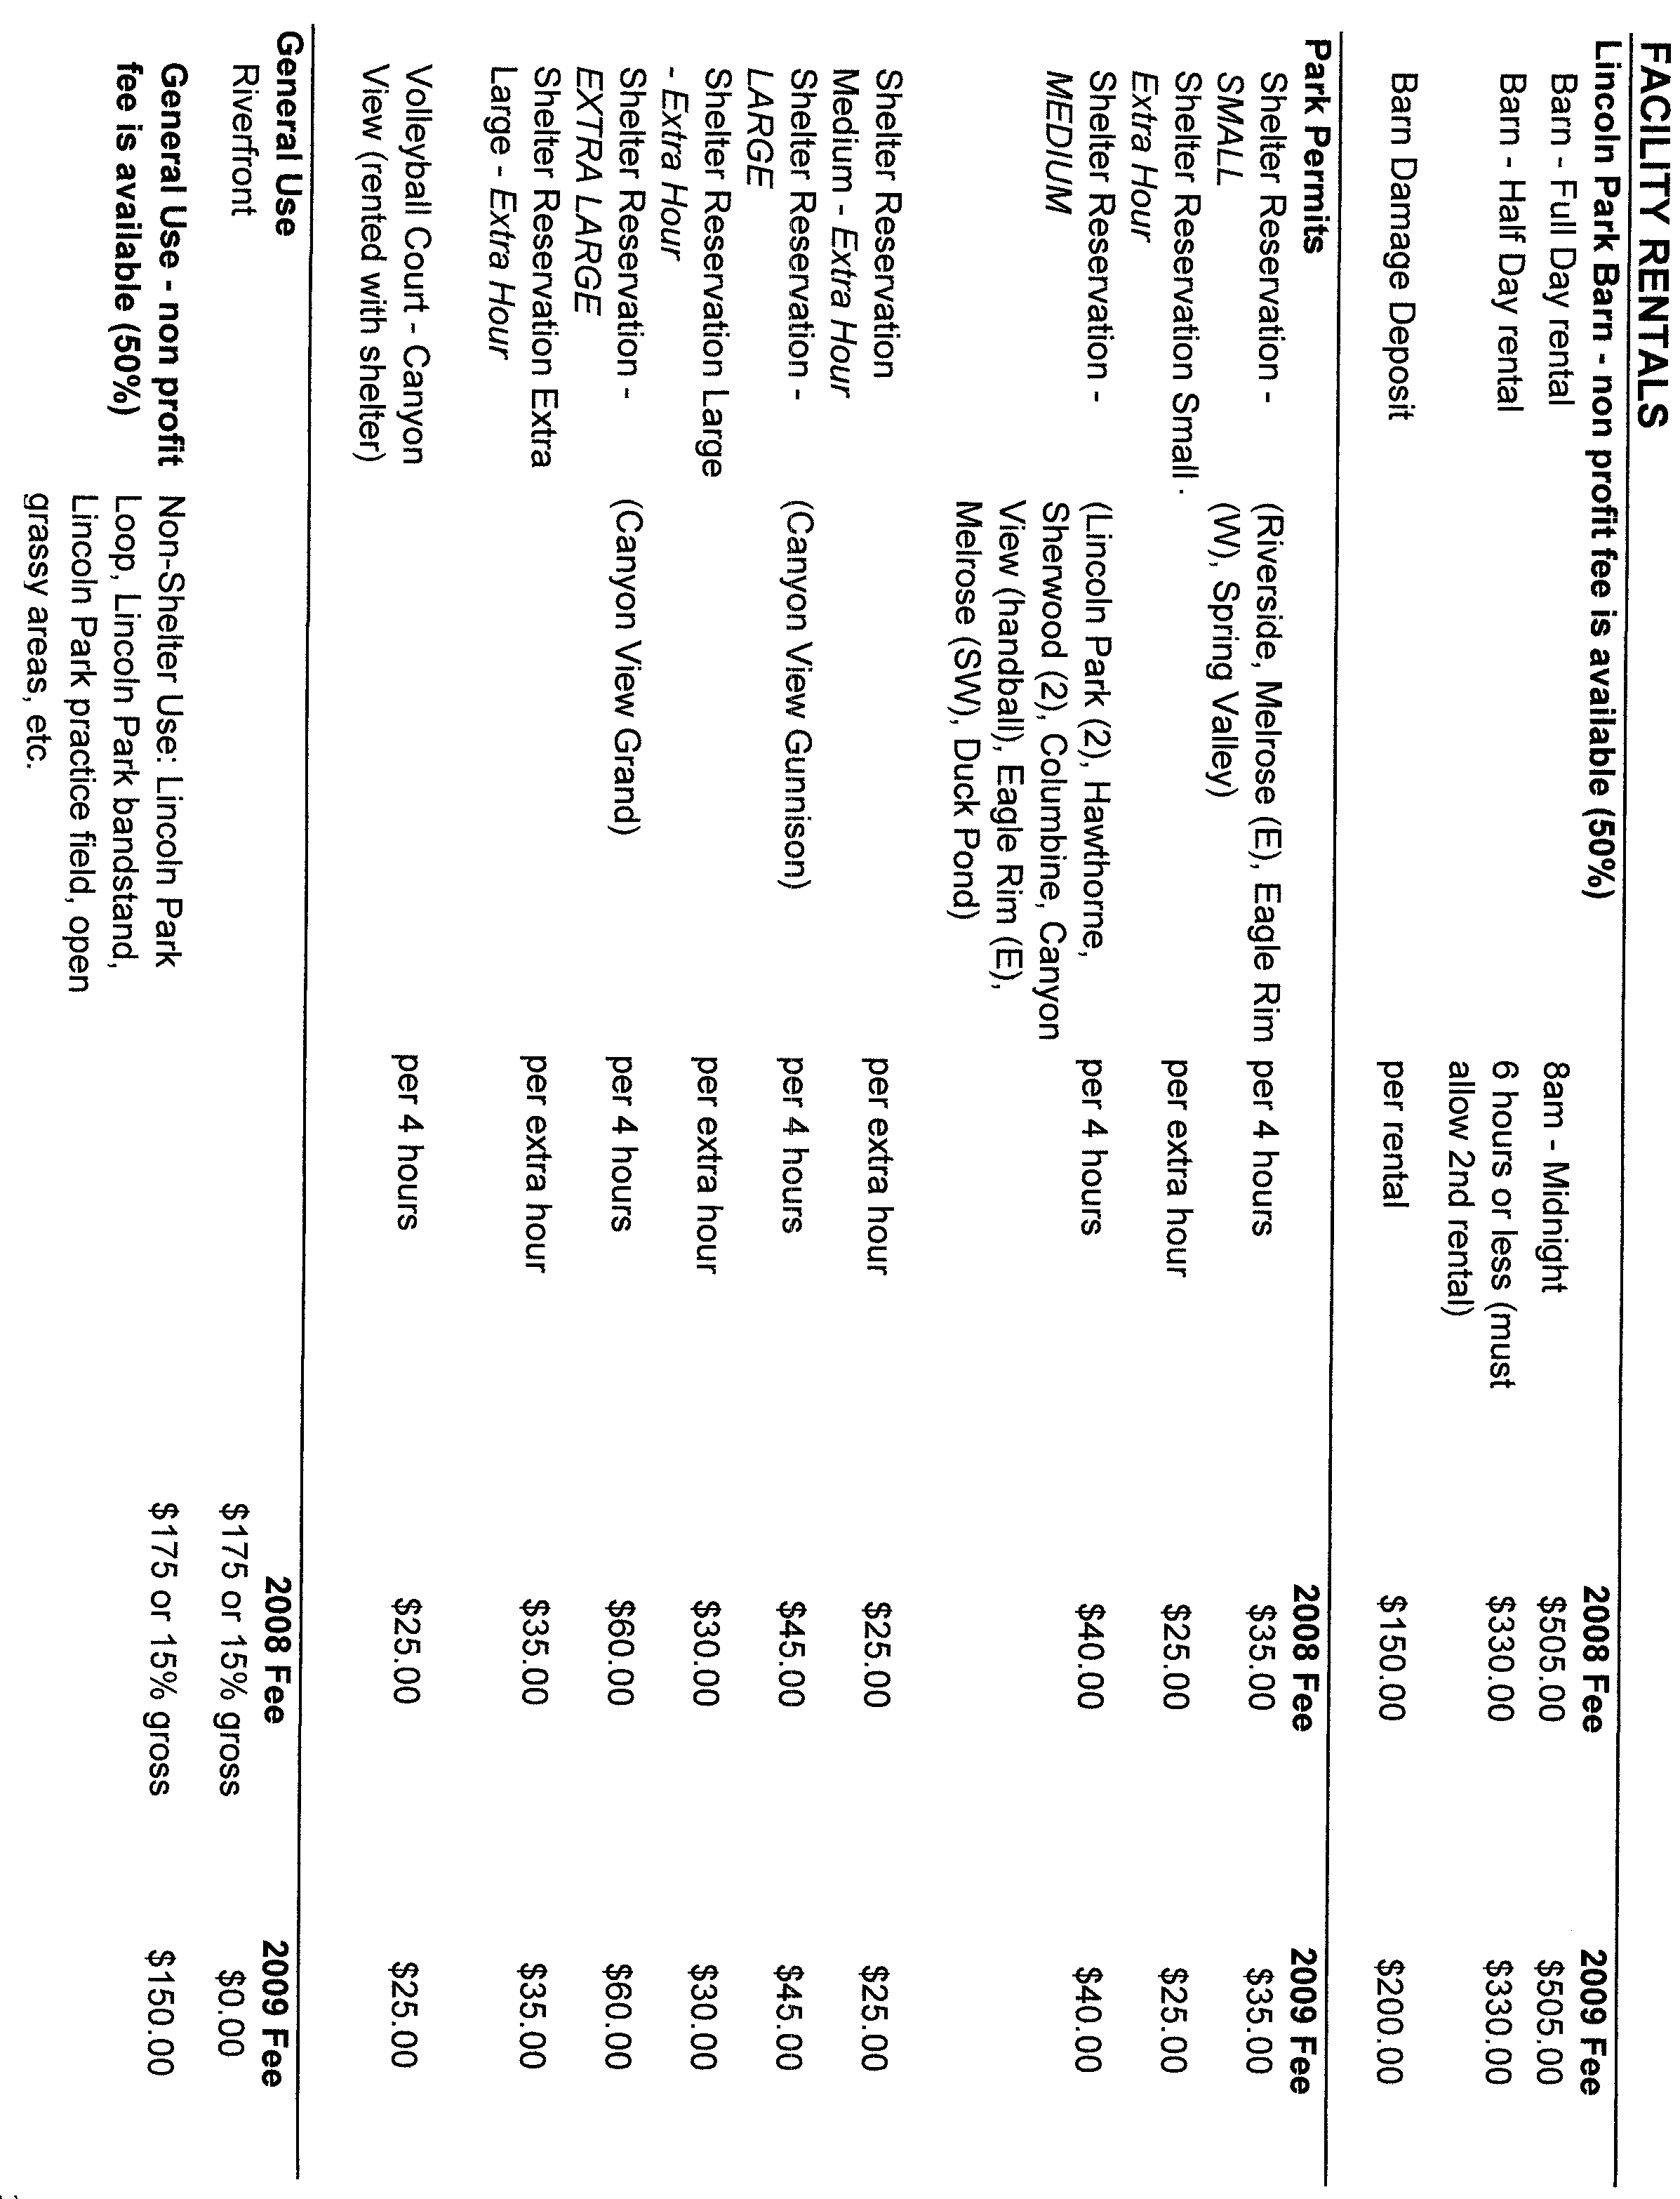 FACILITY RENTALS
Lincoln Park Barn - non profit fee is available (50%) 2008 Fee 2009 Fee
Barn - Full Day rental 8am - Midnight $505.00 $505.00
Barn - Half Day rental 6 hours or less (must $330.00 $330.00
allow 2nd rental)
Barn Damage Deposit per rental $150.00 $200.00
Park Permits 2008 Fee 2009 Fee
Shelter Reservation - (Riverside, Melrose (E), Eagle Rim per 4 hours $35.00 $35.00
SMALL (W), Spring Valley)
Shelter Reservation Small - per extra hour $25.00 $25.00
Extra Hour
Shelter Reservation - (Lincoln Park (2), Hawthorne, per 4 hours $40.00 $40.00
MEDIUM Sherwood (2), Columbine, Canyon
View (handball), Eagle Rim (E),
Melrose (SW), Duck Pond)
Shelter Reservation per extra hour $25.00 $25.00
Medium - Extra Hour
Shelter Reservation - (Canyon View Gunnison) per 4 hours $45.00 $45.00
LARGE
Shelter Reservation Large per extra hour $30.00 $30.00
- Extra Hour
Shelter Reservation - (Canyon View Grand) per 4 hours $60.00 $60.00
EXTRA LARGE
Shelter Reservation Extra per extra hour $35.00 $35.00
Large - Extra Hour
Volleyball Court - Canyon per 4 hours $25.00 $25.00
View (rented with shelter)
General Use 2008 Fee 2009 Fee
Riverfront $175 or 15% gross $0.00
General Use - non profit Non-Shelter Use: Lincoln Park $175 or 15% gross $150.00
fee is available (50%) Loop, Lincoln Park bandstand,
Lincoln Park practice field, open
grassy areas, etc.